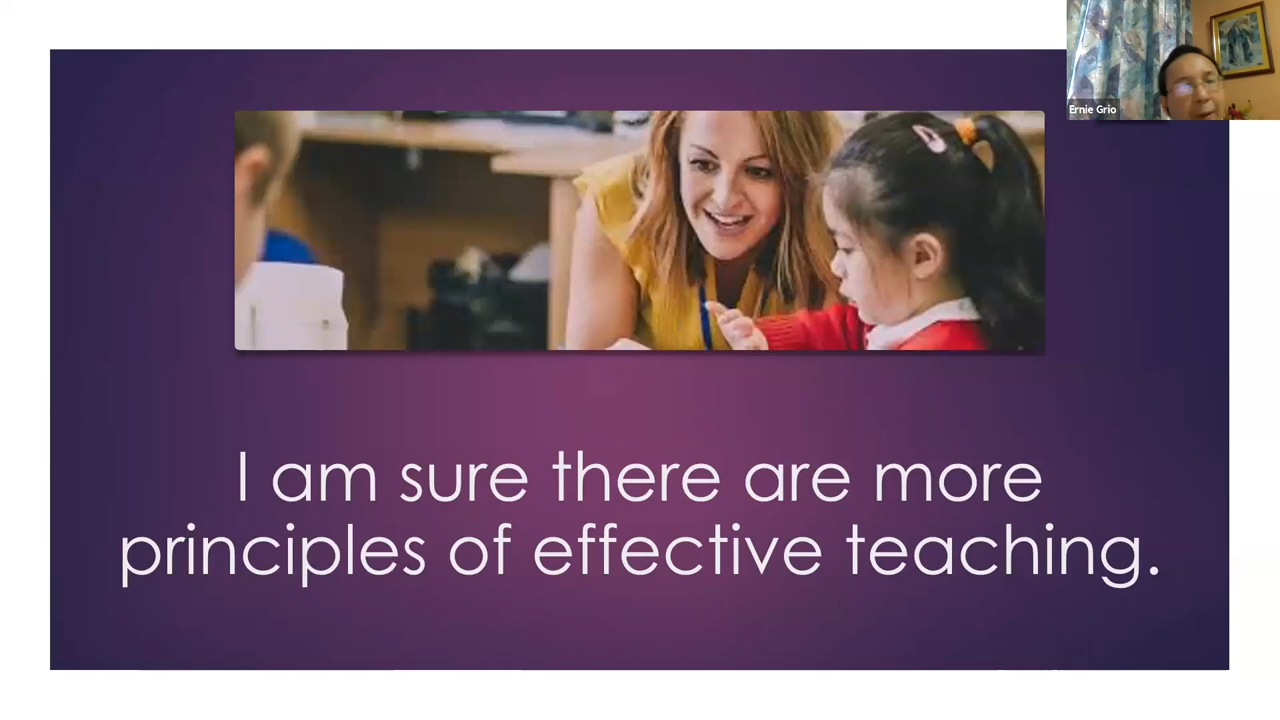 Ernie Grio
I am sure there are more
principles of effective teaching.